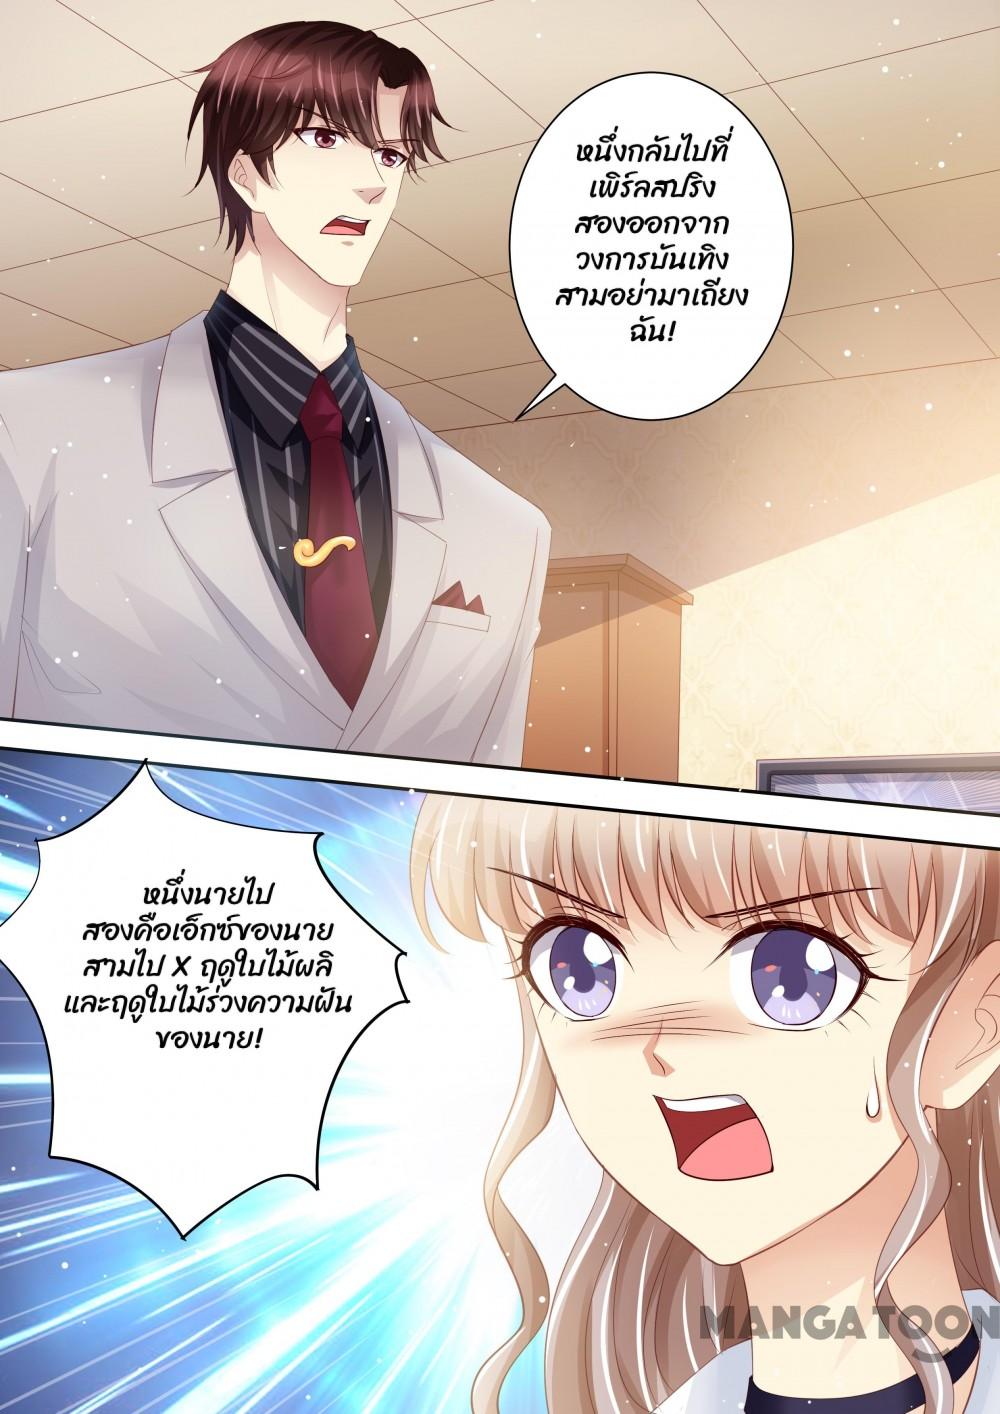 หนึ่งกลับไปที่
เพิร์ลสปริง
สองออกจาก
วงการบันเทิง
สามอย่ามาเถียง
ฉัน!
หนึ่งนายไป
สองคือเอ็กซ์ของนาย
สามไป X ฤดูใบไม้ผลิ
และฤดูใบไม้ร่วงความฝัน
ของนาย!
MANGATOON